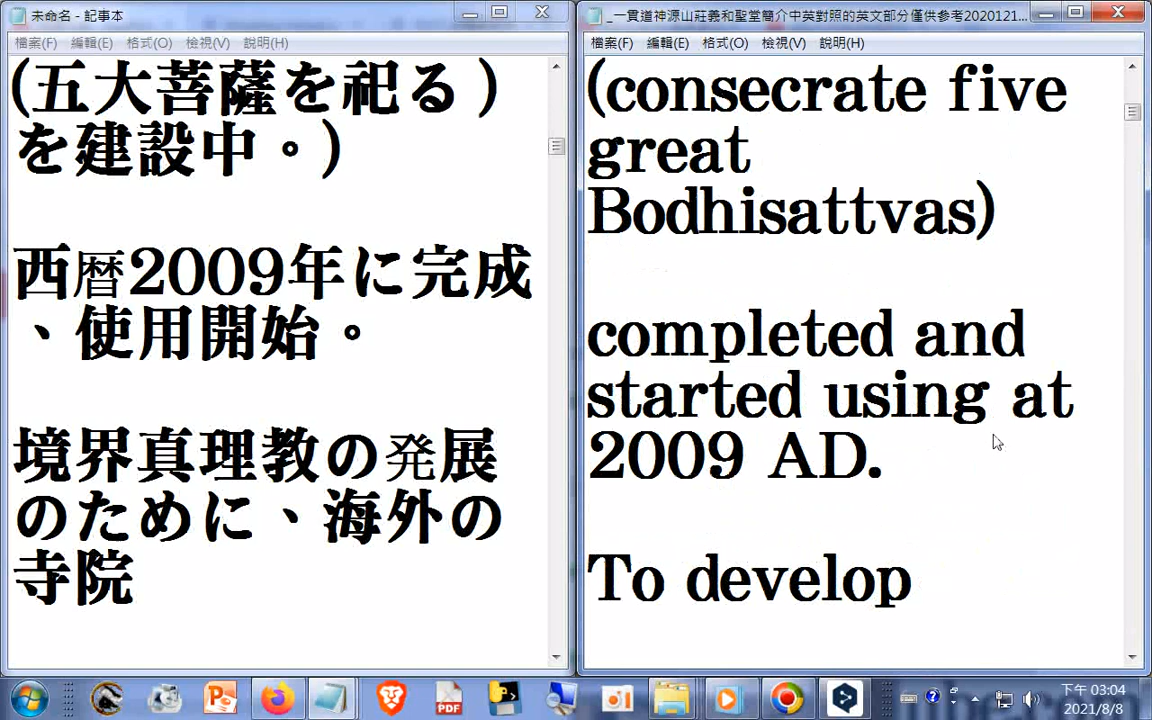 未命名 - 記事本
檔案(F) 編輯(E) 格式(O) 檢視(V) 說明(H)
(五大菩薩を祀る)
を建設中。)
西暦2009年に完成
、使用開始。
境界真理教の発展
のために、海外の
寺院
_一貫道神源山莊義和聖堂簡介中英對照的英文部分僅供參考2020121...
檔案(F) 編輯(E) 格式(O) 檢視(V) 說明(H)
(consecrate five
great
Bodhisattvas)
completed and
started using at
2009 AD.
To develop
PDF
下午 03:04
2021/8/8